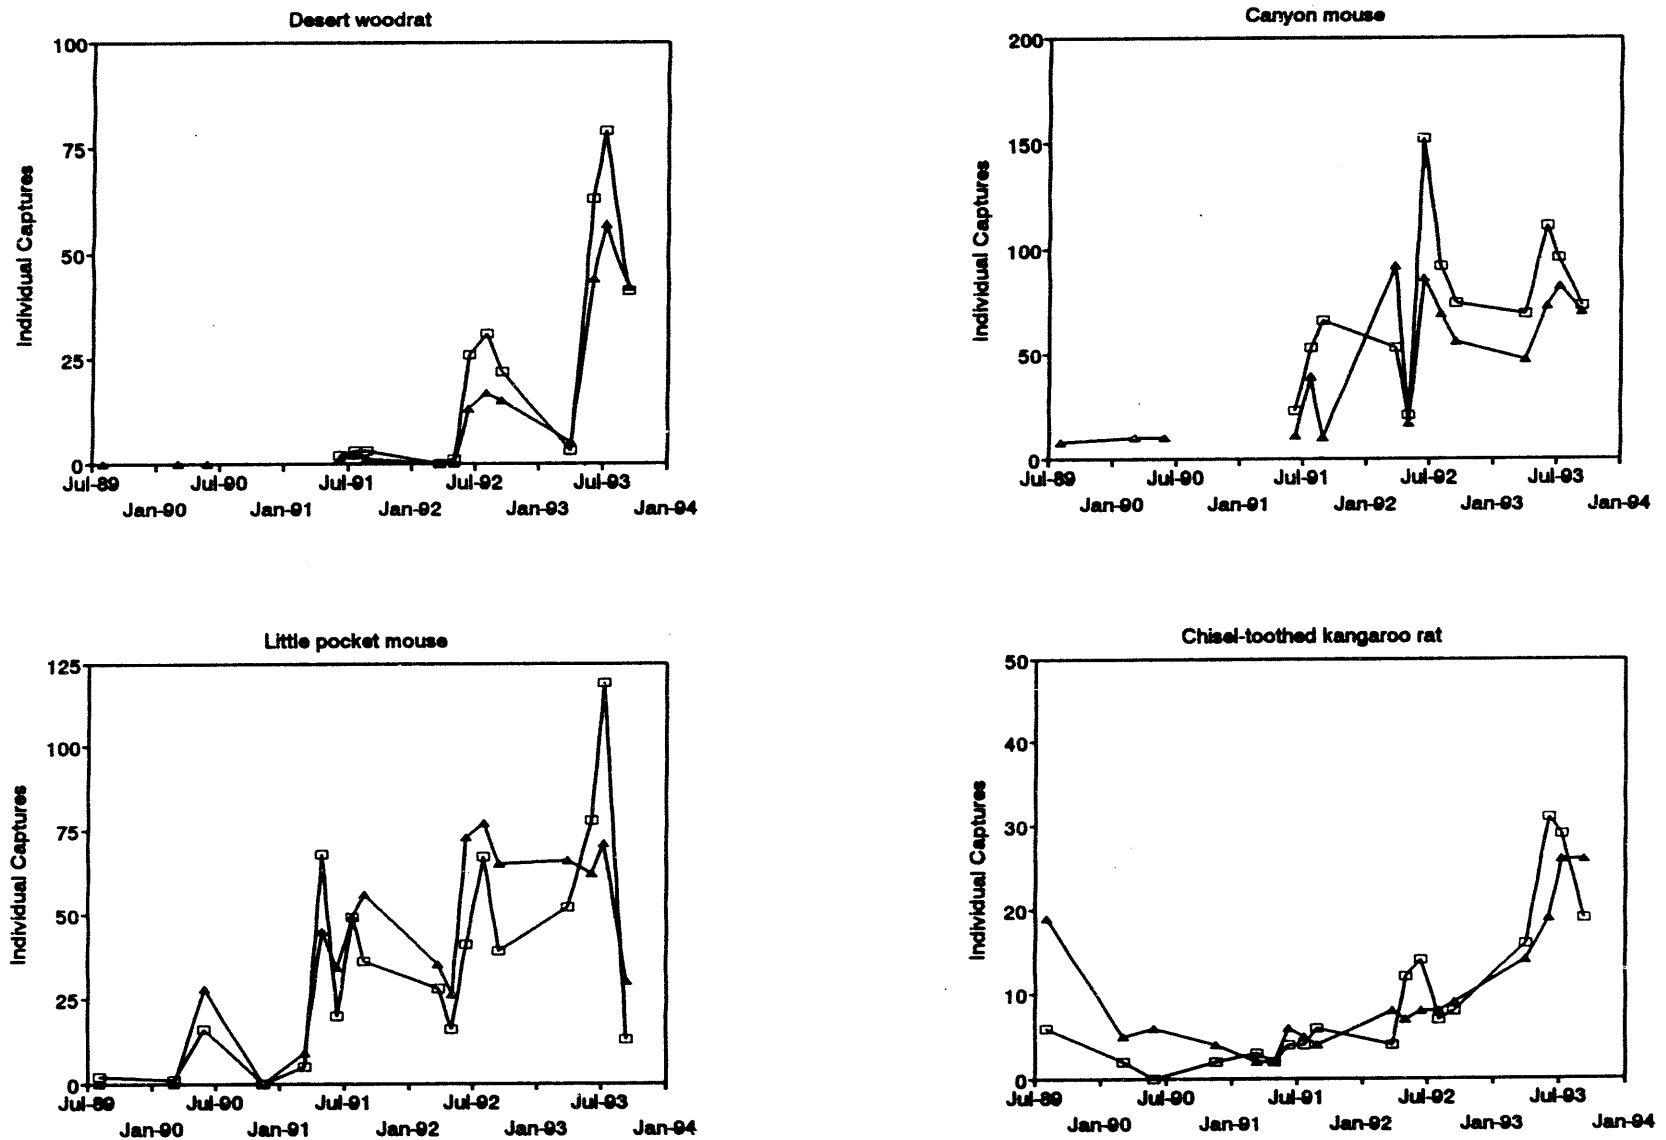 Desert woodrat
100
75
50
25
0
Individual Captures
Jul-89 Jul-90 Jul-91 Jul-92 Jul-93
Jan-90 Jan-91 Jan-92 Jan-93 Jan-94
Canyon mouse
200
150
100
50
0
Individual Captures
Jul-89 Jul-90 Jul-91 Jul-92 Jul-93
Jan-90 Jan-91 Jan-92 Jan-93 Jan-94
Little pocket mouse
125
100
75
50
25
0
Individual Captures
Jul-89 Jul-90 Jul-91 Jul-92 Jul-93
Jan-90 Jan-91 Jan-92 Jan-93 Jan-94
Chisel-toothed kangaroo rat
50
40
30
20
10
0
Individual Captures
Jul-89 Jul-90 Jul-91 Jul-92 Jul-93
Jan-90 Jan-91 Jan-92 Jan-93 Jan-94